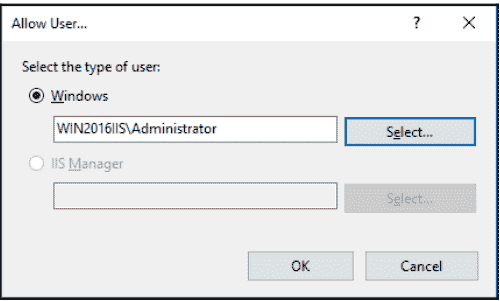 Allow User...
?
Select the type of user:
Windows
WIN2016IIS\Administrator
Select...
IIS Manager
Select...
OK
Cancel